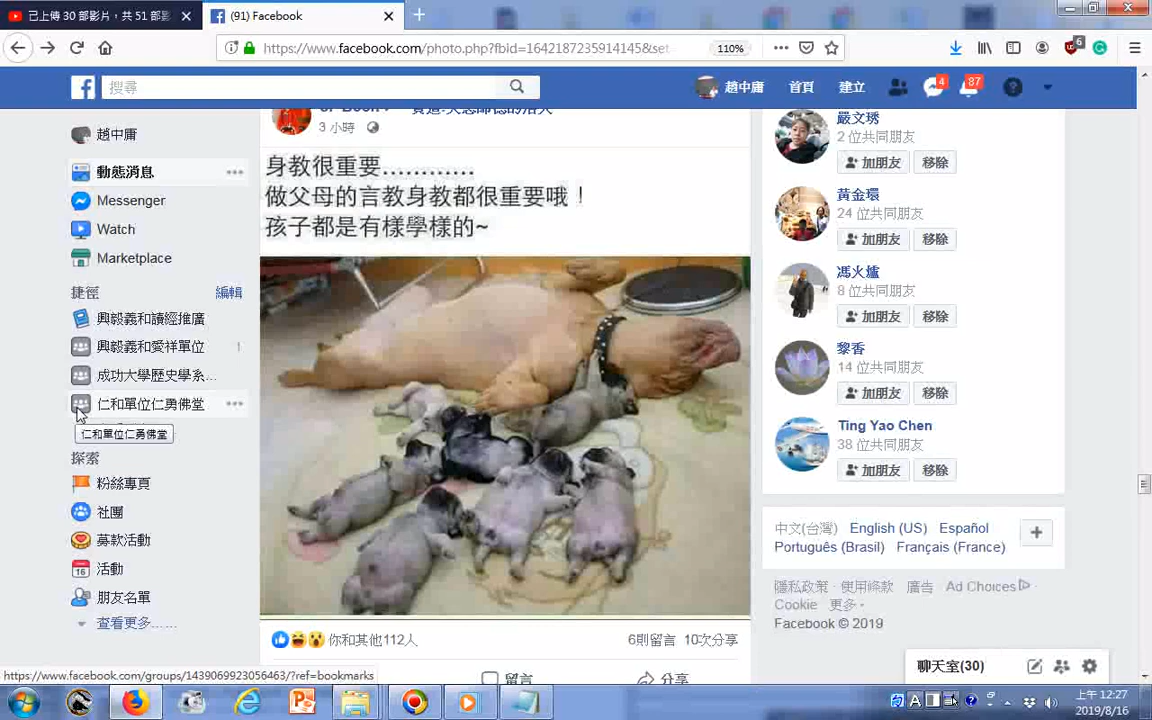 己上傳 30 部影片，共 51 部影
(91) Facebook
https://www.facebook.com/photo.php?fbid=1642187235914145&set
110%
6
搜尋
趙中庸
首頁
建立
4
87
趙中庸
動態消息
Messenger
Watch
Marketplace
捷徑
編輯
興毅義和讀經推廣
興毅義和愛祥單位
1
成功大學歷史學系...
仁和單位仁勇佛堂
仁和單位仁勇佛堂
探索
粉絲專頁
社團
募款活動
16
活動
朋友名單
查看更多......
3 小時
身教很重要............
做父母的言教身教都很重要哦！
孩子都是有樣學樣的~
你和其他112人
6則留言 10次分享
留言
分享
嚴文琇
2 位共同朋友
加朋友
移除
黃金環
24 位共同朋友
加朋友
移除
馮火爐
8 位共同朋友
加朋友
移除
黎香
14 位共同朋友
加朋友
移除
Ting Yao Chen
38 位共同朋友
加朋友
移除
中文(台灣) English (US) Español
Português (Brasil) Français (France)
隱私政策 · 使用條款 · 廣告 · Ad Choices ·
Cookie · 更多
Facebook © 2019
聊天室(30)
https://www.facebook.com/groups/1439069923056463/?ref=bookmarks
上午 12:27
2019/8/16